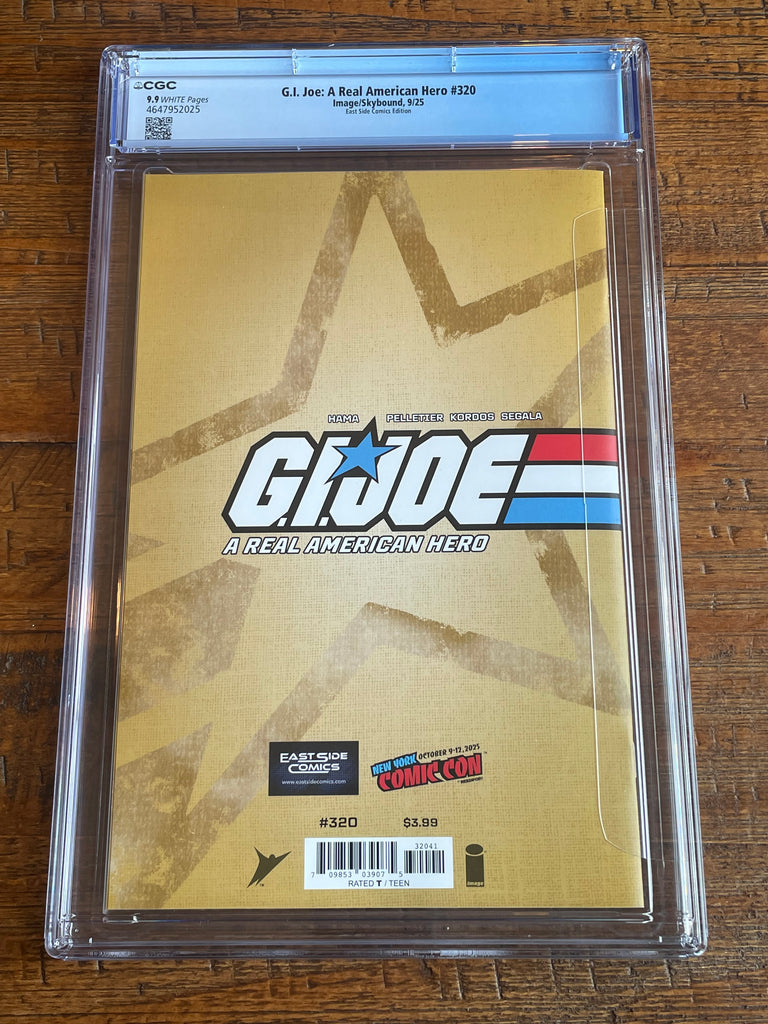 CGC
9.9 WHITE Pages
4647952025
G.I. Joe: A Real American Hero #320
Image/Skybound, 9/25
East Side Comics Edition
HAMA PELLETIER KORDOS SEGALA
G.I. JOE
A REAL AMERICAN HERO
EAST SIDE
COMICS
www.eastsidecomics.com
OCTOBER 9-12, 2025
NEW YORK
COMIC CON
#320 $3.99
32041
7 09853 03907 5
RATED T / TEEN
image